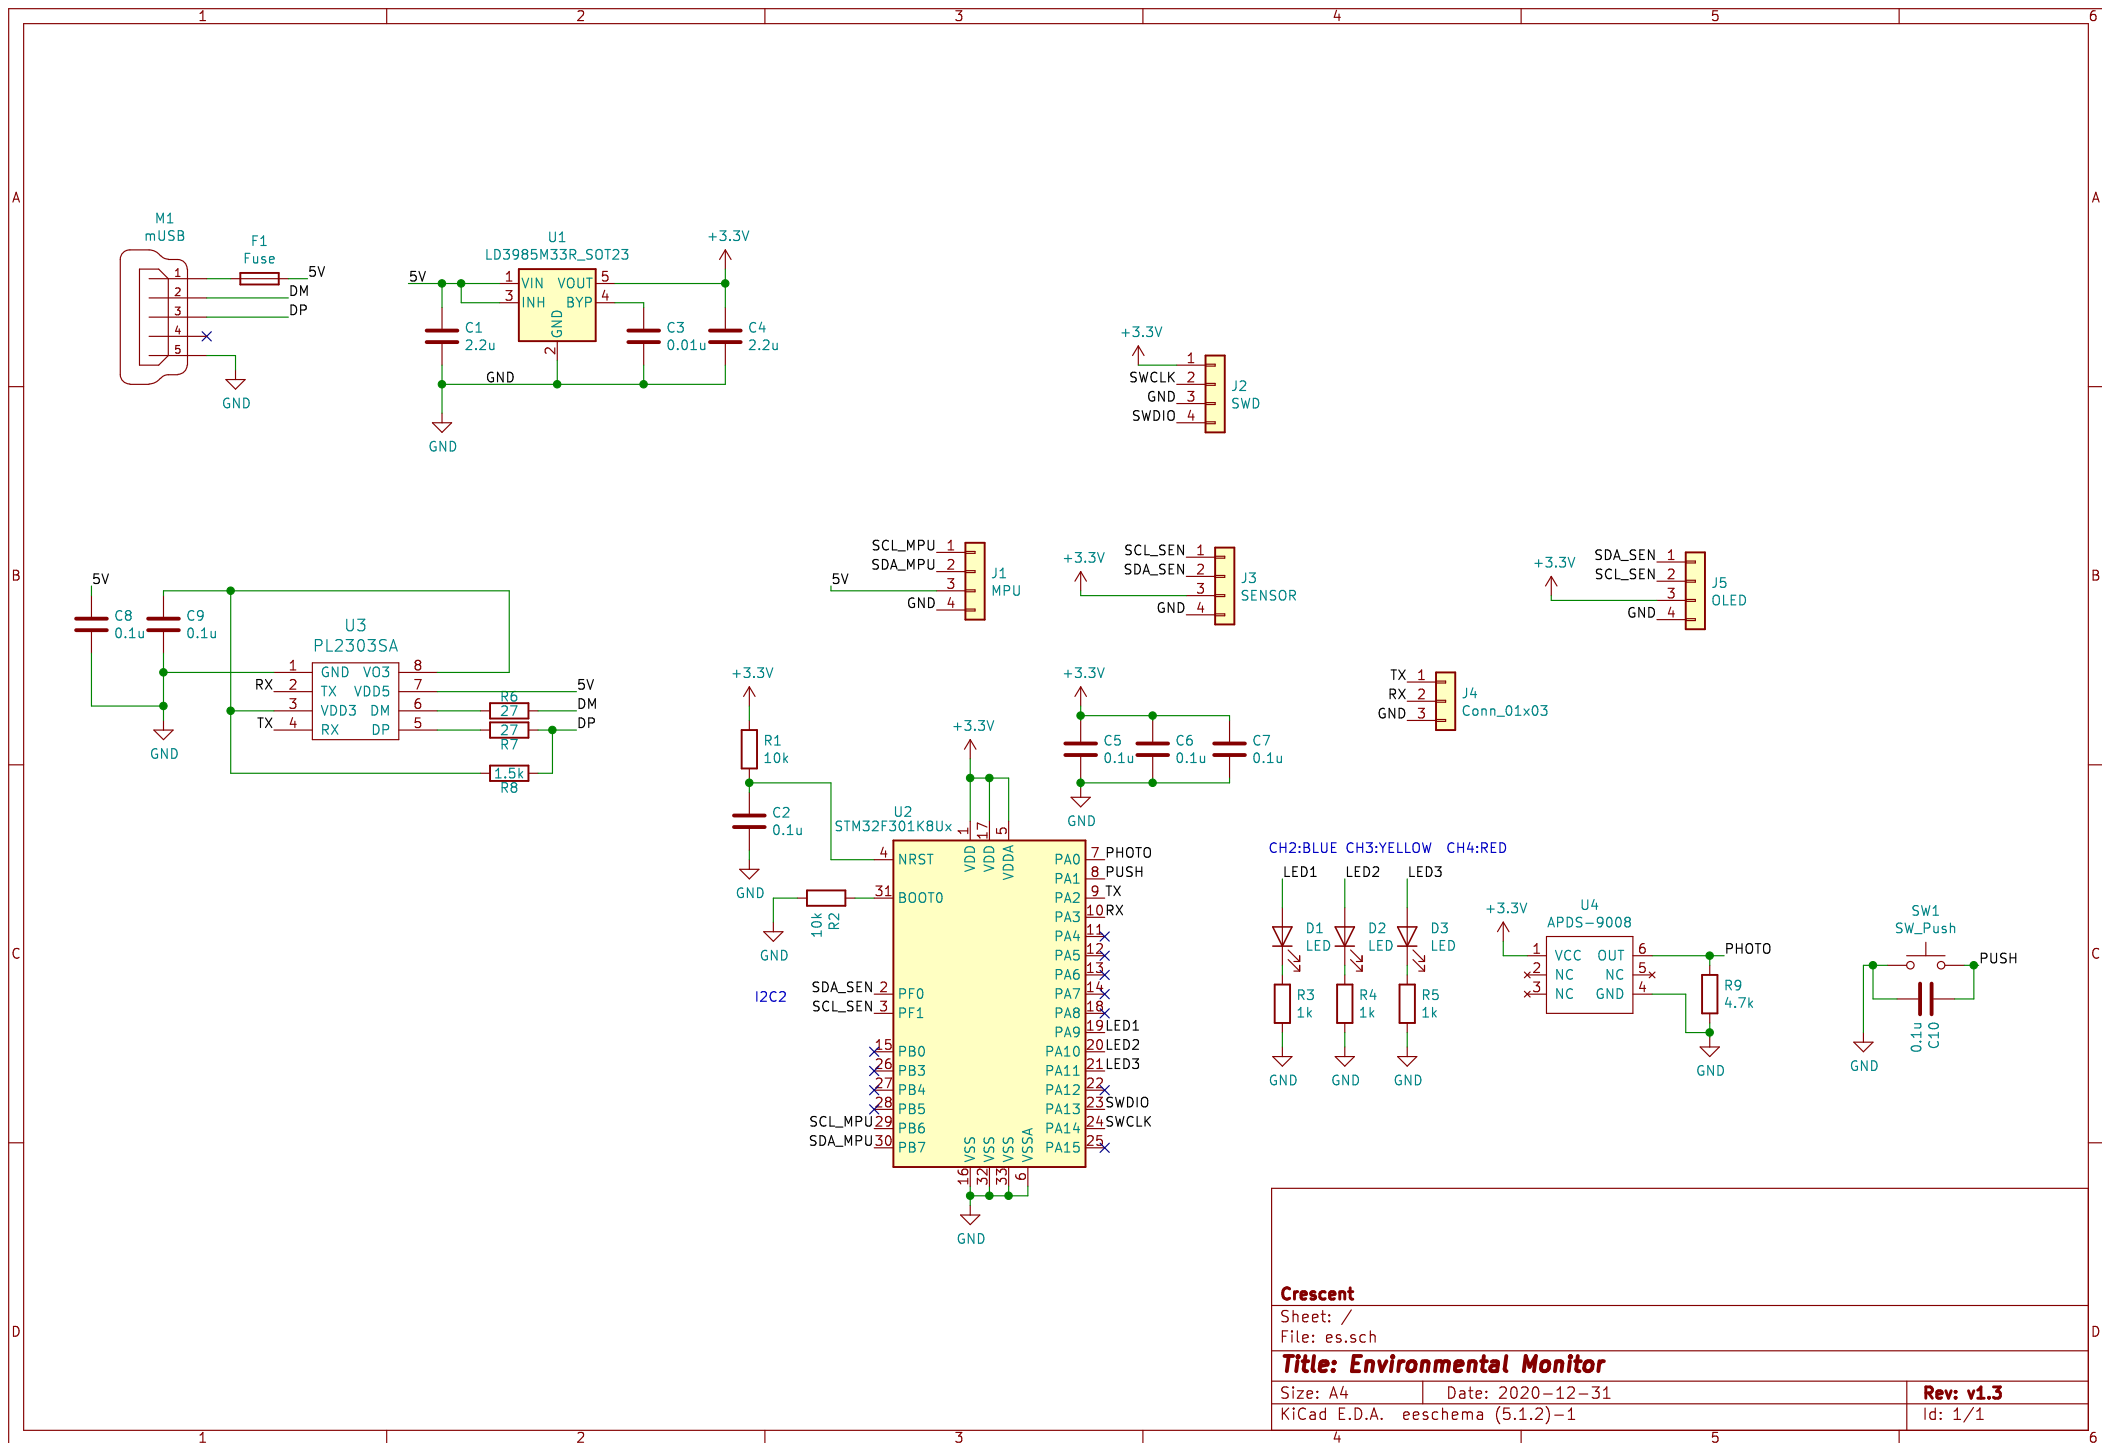 1 2 3 4 5 6
A A
B B
C C
D D
M1
mUSB
1
2
3
4
5
F1
Fuse
5V
DM
DP
GND
U1
LD3985M33R_SOT23
5V
1 VIN VOUT 5
3 INH BYP 4
GND
2
+3.3V
C1
2.2u
C3
0.01u
C4
2.2u
GND
GND
+3.3V
1
SWCLK 2
GND 3
SWDIO 4
J2
SWD
5V
C8
0.1u
C9
0.1u
GND
U3
PL2303SA
1 GND VO3 8
RX 2 TX VDD5 7 5V
3 VDD3 DM 6 DM
TX 4 RX DP 5 DP
R6
27
27
R7
1.5k
R8
SCL_MPU 1
SDA_MPU 2
5V 3
GND 4
J1
MPU
+3.3V
SCL_SEN 1
SDA_SEN 2
3
GND 4
J3
SENSOR
+3.3V
SDA_SEN 1
SCL_SEN 2
3
GND 4
J5
OLED
TX 1
RX 2
GND 3
J4
Conn_01x03
+3.3V
R1
10k
C2
0.1u
GND
+3.3V
C5
0.1u
C6
0.1u
C7
0.1u
GND
+3.3V
U2
STM32F301K8Ux
1 17 5
VDD VDD VDDA
4 NRST
31 BOOT0
10k
R2
GND
I2C2
SDA_SEN 2 PF0
SCL_SEN 3 PF1
15 PB0
26 PB3
27 PB4
28 PB5
SCL_MPU 29 PB6
SDA_MPU 30 PB7
PA0 7 PHOTO
PA1 8 PUSH
PA2 9 TX
PA3 10 RX
PA4 11
PA5 12
PA6 13
PA7 14
PA8 18
PA9 19 LED1
PA10 20 LED2
PA11 21 LED3
PA12 22
PA13 23 SWDIO
PA14 24 SWCLK
PA15 25
VSS VSS VSS VSSA
16 32 33 6
GND
CH2:BLUE CH3:YELLOW CH4:RED
LED1 LED2 LED3
D1
LED
D2
LED
D3
LED
R3
1k
R4
1k
R5
1k
GND GND GND
+3.3V
U4
APDS-9008
1 VCC OUT 6 PHOTO
2 NC NC 5
3 NC GND 4
R9
4.7k
GND
SW1
SW_Push
PUSH
0.1u
C10
GND
Crescent
Sheet: /
File: es.sch
Title: Environmental Monitor
Size: A4 Date: 2020-12-31 Rev: v1.3
KiCad E.D.A. eeschema (5.1.2)-1 Id: 1/1
1 2 3 4 5 6